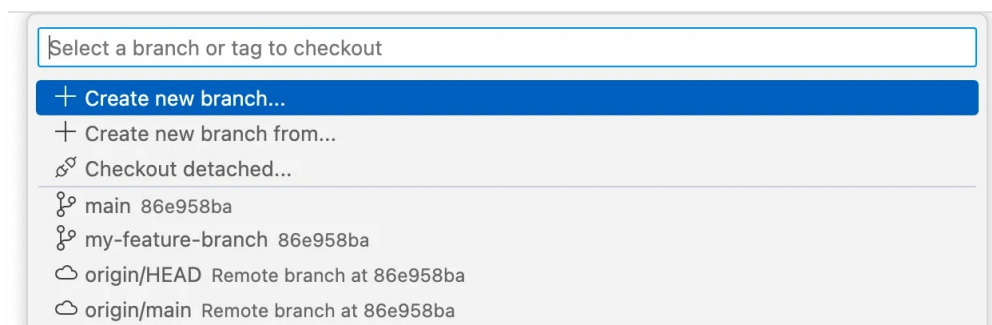 Select a branch or tag to checkout
Create new branch...
Create new branch from...
Checkout detached...
main 86e958ba
my-feature-branch 86e958ba
origin/HEAD Remote branch at 86e958ba
origin/main Remote branch at 86e958ba